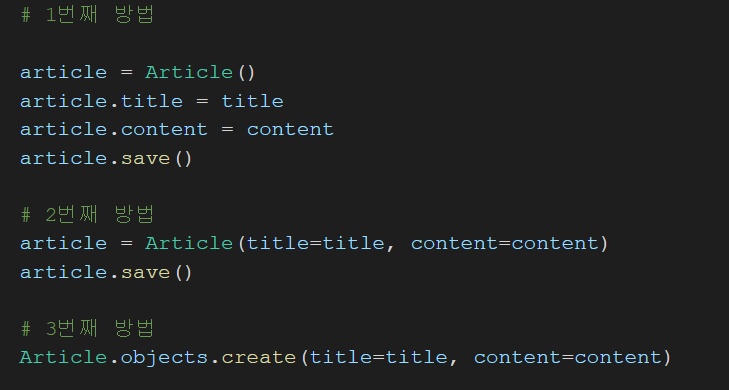 # 1번째 방법
article = Article()
article.title = title
article.content = content
article.save()
# 2번째 방법
article = Article(title=title, content=content)
article.save()
# 3번째 방법
Article.objects.create(title=title, content=content)